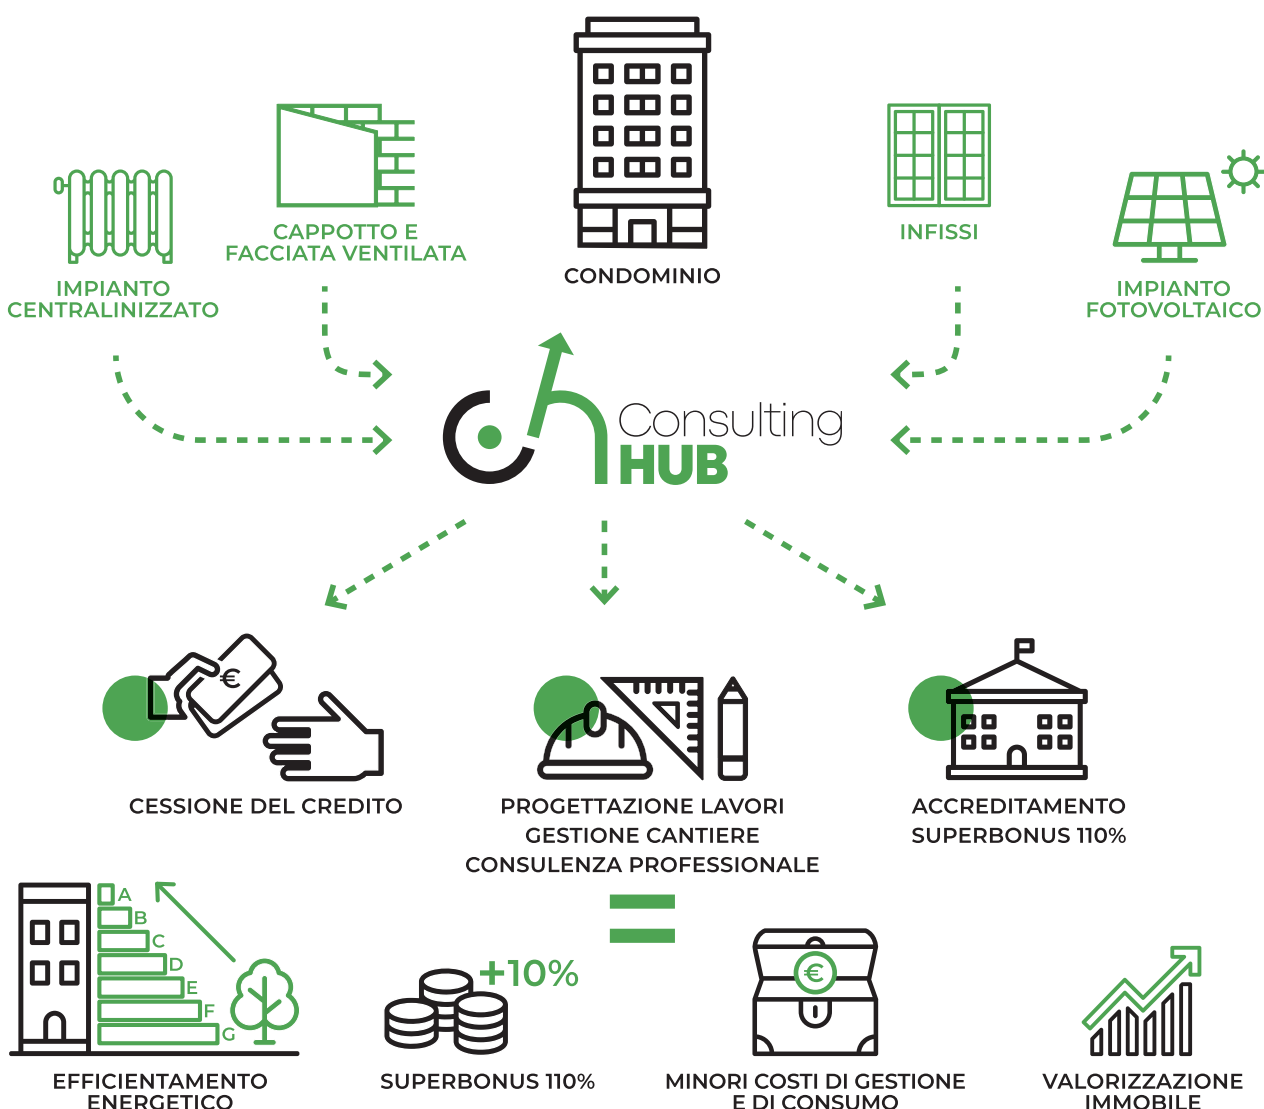 CONDOMINIO
CAPPOTTO E
FACCIATA VENTILATA
INFISSI
IMPIANTO
CENTRALINIZZATO
IMPIANTO
FOTOVOLTAICO
Consulting
HUB
€
CESSIONE DEL CREDITO
PROGETTAZIONE LAVORI
GESTIONE CANTIERE
CONSULENZA PROFESSIONALE
ACCREDITAMENTO
SUPERBONUS 110%
A
B
C
D
E
F
G
EFFICIENTAMENTO
ENERGETICO
+10%
SUPERBONUS 110%
€
MINORI COSTI DI GESTIONE
E DI CONSUMO
VALORIZZAZIONE
IMMOBILE